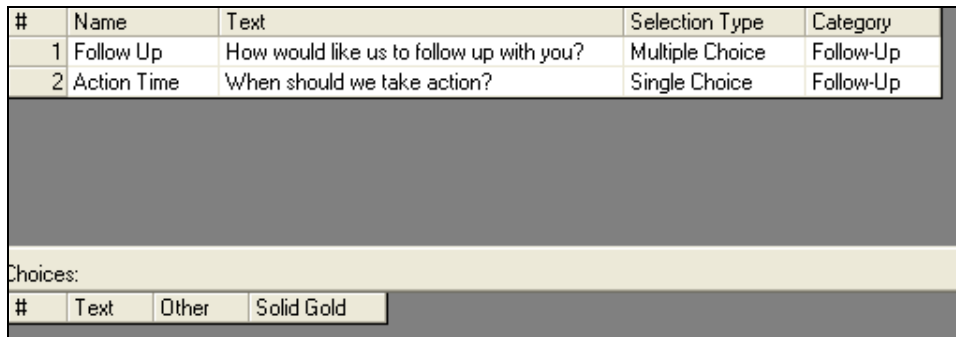 # Name Text Selection Type Category
1 Follow Up How would like us to follow up with you? Multiple Choice Follow-Up
2 Action Time When should we take action? Single Choice Follow-Up
Choices:
# Text Other Solid Gold